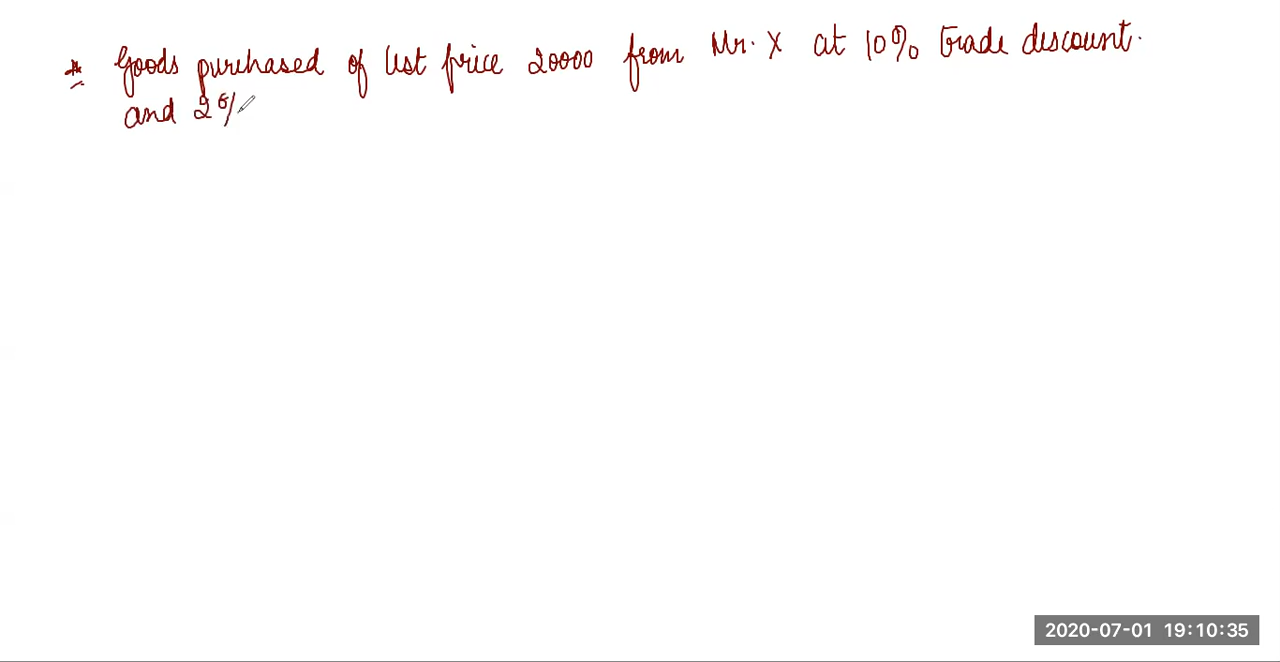 * Goods purchased of list price 20000 from Mr. X at 10% trade discount.
and 2%
2020-07-01 19:10:35